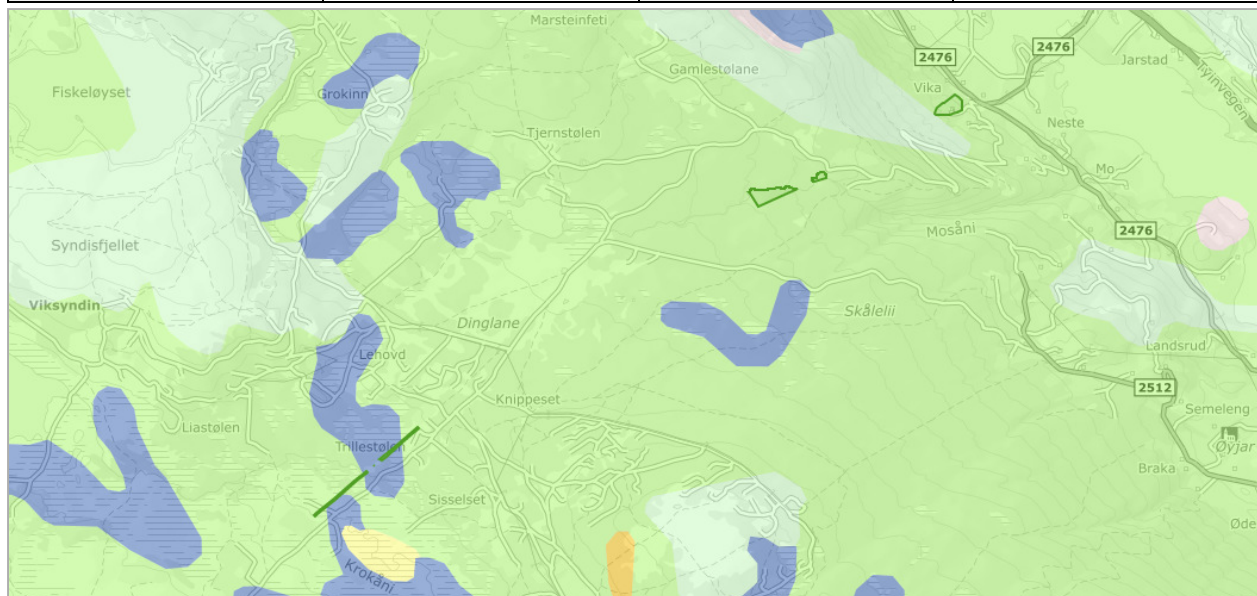 Marsteinfeti
2476
2476
Jarstad
Tyinvegen
Gamlestølane
Fiskeløyset
Grokinn
Vika
Neste
Tjernstølen
Mo
Syndisfjellet
Mosåni
2476
Viksyndin
Dinglane
Skålelii
Landsrud
Lehovd
2512
Knippeset
Semeleng
Liastølen
Trillestølen
Øyjar
Braka
Sisselset
Øde
Krokåni